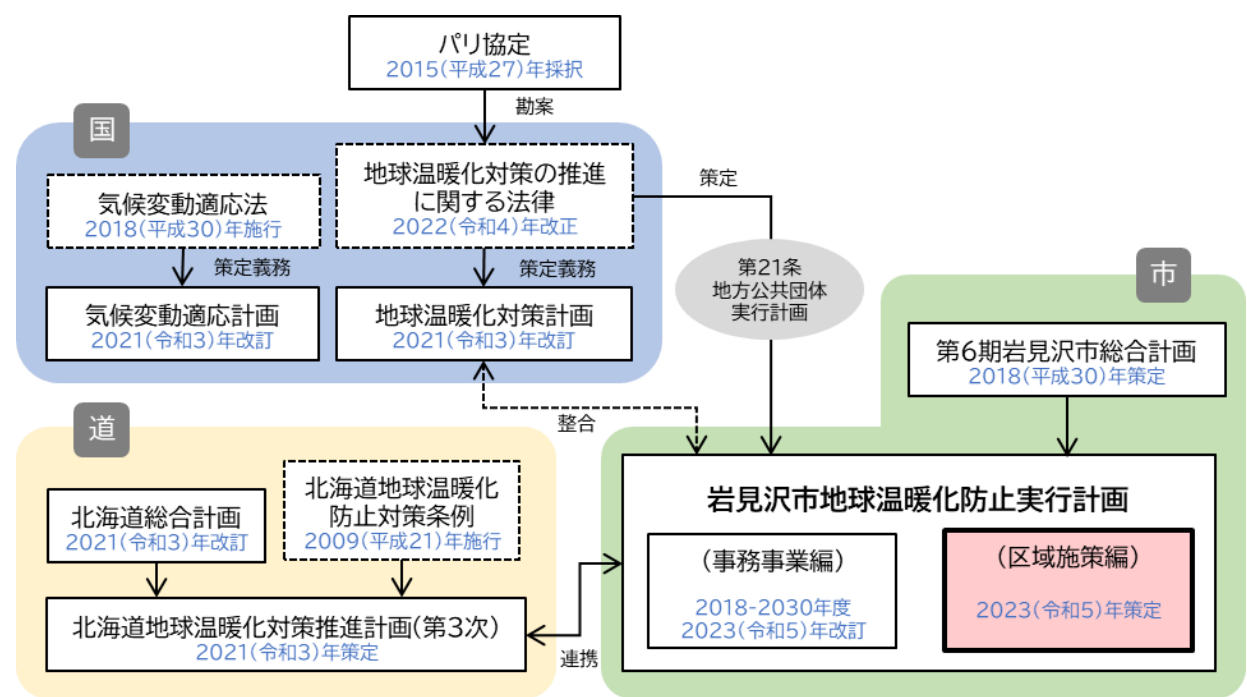 パリ協定
2015(平成27)年採択
勘案
国
地球温暖化対策の推進
に関する法律
2022(令和4)年改正
気候変動適応法
2018(平成30)年施行
策定
策定義務
策定義務
第21条
地方公共団体
実行計画
気候変動適応計画
2021(令和3)年改訂
地球温暖化対策計画
2021(令和3)年改訂
市
第6期岩見沢市総合計画
2018(平成30)年策定
整合
道
北海道総合計画
2021(令和3)年改訂
北海道地球温暖化
防止対策条例
2009(平成21)年施行
北海道地球温暖化対策推進計画(第3次)
2021(令和3)年策定
連携
岩見沢市地球温暖化防止実行計画
(事務事業編)
2018-2030年度
2023(令和5)年改訂
(区域施策編)
2023(令和5)年策定